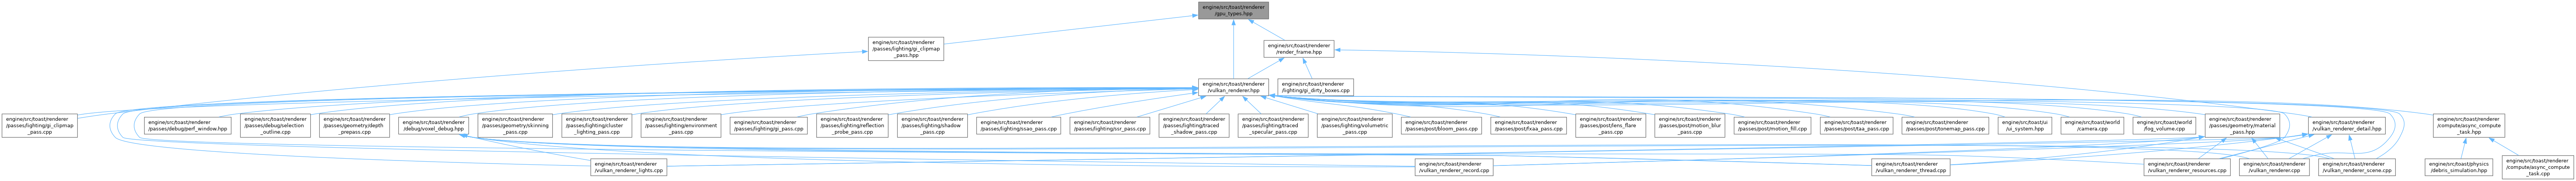 engine/src/toast/renderer
/gpu_types.hpp
engine/src/toast/renderer
/passes/lighting/gi_clipmap
_pass.hpp
engine/src/toast/renderer
/render_frame.hpp
engine/src/toast/renderer
/vulkan_renderer.hpp
engine/src/toast/renderer
/lighting/gi_dirty_boxes.cpp
engine/src/toast/renderer
/passes/lighting/gi_clipmap
_pass.cpp
engine/src/toast/renderer
/passes/debug/perf_window.hpp
engine/src/toast/renderer
/passes/debug/selection
_outline.cpp
engine/src/toast/renderer
/passes/geometry/depth
_prepass.cpp
engine/src/toast/renderer
/debug/voxel_debug.hpp
engine/src/toast/renderer
/passes/geometry/skinning
_pass.cpp
engine/src/toast/renderer
/passes/lighting/cluster
_lighting_pass.cpp
engine/src/toast/renderer
/passes/lighting/environment
_pass.cpp
engine/src/toast/renderer
/passes/lighting/gi_pass.cpp
engine/src/toast/renderer
/passes/lighting/reflection
_probe_pass.cpp
engine/src/toast/renderer
/passes/lighting/shadow
_pass.cpp
engine/src/toast/renderer
/passes/lighting/ssao_pass.cpp
engine/src/toast/renderer
/passes/lighting/ssr_pass.cpp
engine/src/toast/renderer
/passes/lighting/traced
_shadow_pass.cpp
engine/src/toast/renderer
/passes/lighting/traced
_specular_pass.cpp
engine/src/toast/renderer
/passes/lighting/volumetric
_pass.cpp
engine/src/toast/renderer
/passes/post/bloom_pass.cpp
engine/src/toast/renderer
/passes/post/fxaa_pass.cpp
engine/src/toast/renderer
/passes/post/lens_flare
_pass.cpp
engine/src/toast/renderer
/passes/post/motion_blur
_pass.cpp
engine/src/toast/renderer
/passes/post/motion_fill.cpp
engine/src/toast/renderer
/passes/post/taa_pass.cpp
engine/src/toast/renderer
/passes/post/tonemap_pass.cpp
engine/src/toast/ui
/ui_system.hpp
engine/src/toast/world
/camera.cpp
engine/src/toast/world
/fog_volume.cpp
engine/src/toast/renderer
/passes/geometry/material
_pass.hpp
engine/src/toast/renderer
/vulkan_renderer_detail.hpp
engine/src/toast/renderer
/compute/async_compute
_task.hpp
engine/src/toast/renderer
/vulkan_renderer_lights.cpp
engine/src/toast/renderer
/vulkan_renderer_record.cpp
engine/src/toast/renderer
/vulkan_renderer_thread.cpp
engine/src/toast/renderer
/vulkan_renderer_resources.cpp
engine/src/toast/renderer
/vulkan_renderer.cpp
engine/src/toast/renderer
/vulkan_renderer_scene.cpp
engine/src/toast/physics
/debris_simulation.hpp
engine/src/toast/renderer
/compute/async_compute
_task.cpp